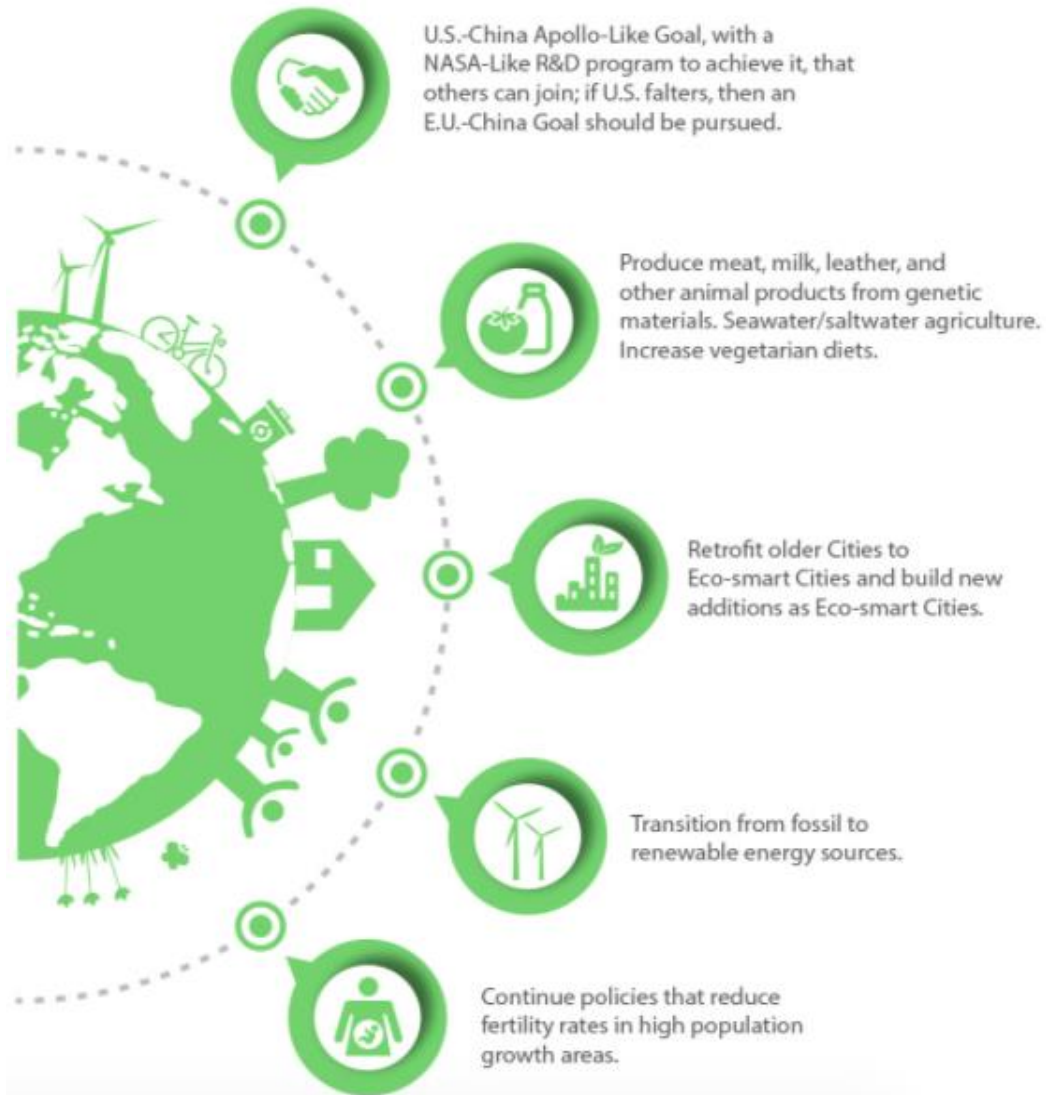 U.S.-China Apollo-Like Goal, with a
NASA-Like R&D program to achieve it, that
others can join; if U.S. falters, then an
E.U.-China Goal should be pursued.
Produce meat, milk, leather, and
other animal products from genetic
materials. Seawater/saltwater agriculture.
Increase vegetarian diets.
Retrofit older Cities to
Eco-smart Cities and build new
additions as Eco-smart Cities.
Transition from fossil to
renewable energy sources.
Continue policies that reduce
fertility rates in high population
growth areas.